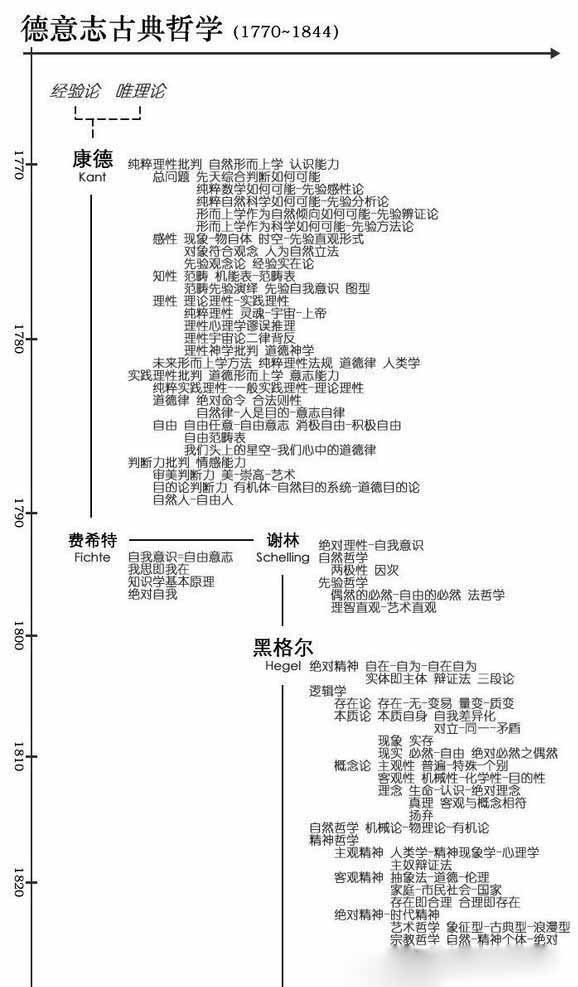 德意志古典哲学 (1770~1844)
经验论 唯理论
1770
康德
Kant
纯粹理性批判 自然形而上学 认识能力
总问题 先天综合判断如何可能
纯粹数学如何可能-先验感性论
纯粹自然科学如何可能-先验分析论
形而上学作为自然倾向如何可能-先验辨证论
形而上学作为科学如何可能-先验方法论
感性 现象-物自体 时空-先验直观形式
对象符合观念 人为自然立法
先验观念论 经验实在论
知性 范畴 机能表-范畴表
范畴先验演绎 先验自我意识 图型
理性 理论理性-实践理性
纯粹理性 灵魂-宇宙-上帝
理性心理学谬误推理
1780
理性宇宙论二律背反
理性神学批判 道德神学
未来形而上学方法 纯粹理性法规 道德律 人类学
实践理性批判 道德形而上学 意志能力
纯粹实践理性-一般实践理性-理论理性
道德律 绝对命令 合法则性
自然律-人是目的-意志自律
自由 自由任意-自由意志 消极自由-积极自由
自由范畴表
我们头上的星空-我们心中的道德律
判断力批判 情感能力
审美判断力 美-崇高-艺术
目的论判断力 有机体-自然目的系统-道德目的论
自然人-自由人
1790
费希特
Fichte
自我意识=自由意志
我思即我在
知识学基本原理
绝对自我
谢林
Schelling
绝对理性-自我意识
自然哲学
两极性 因次
先验哲学
偶然的必然-自由的必然 法哲学
理智直观-艺术直观
1800
黑格尔
Hegel
绝对精神 自在-自为-自在自为
实体即主体 辩证法 三段论
逻辑学
存在论 存在-无-变易 量变-质变
本质论 本质自身 自我差异化
对立-同一-矛盾
现象 实存
现实 必然-自由 绝对必然之偶然
1810
概念论 主观性 普遍-特殊-个别
客观性 机械性-化学性-目的性
理念 生命-认识-绝对理念
真理 客观与概念相符
扬弃
自然哲学 机械论-物理论-有机论
精神哲学
主观精神 人类学-精神现象学-心理学
主奴辩证法
1820
客观精神 抽象法-道德-伦理
家庭-市民社会-国家
存在即合理 合理即存在
绝对精神-时代精神
艺术哲学 象征型-古典型-浪漫型
宗教哲学 自然-精神个体-绝对